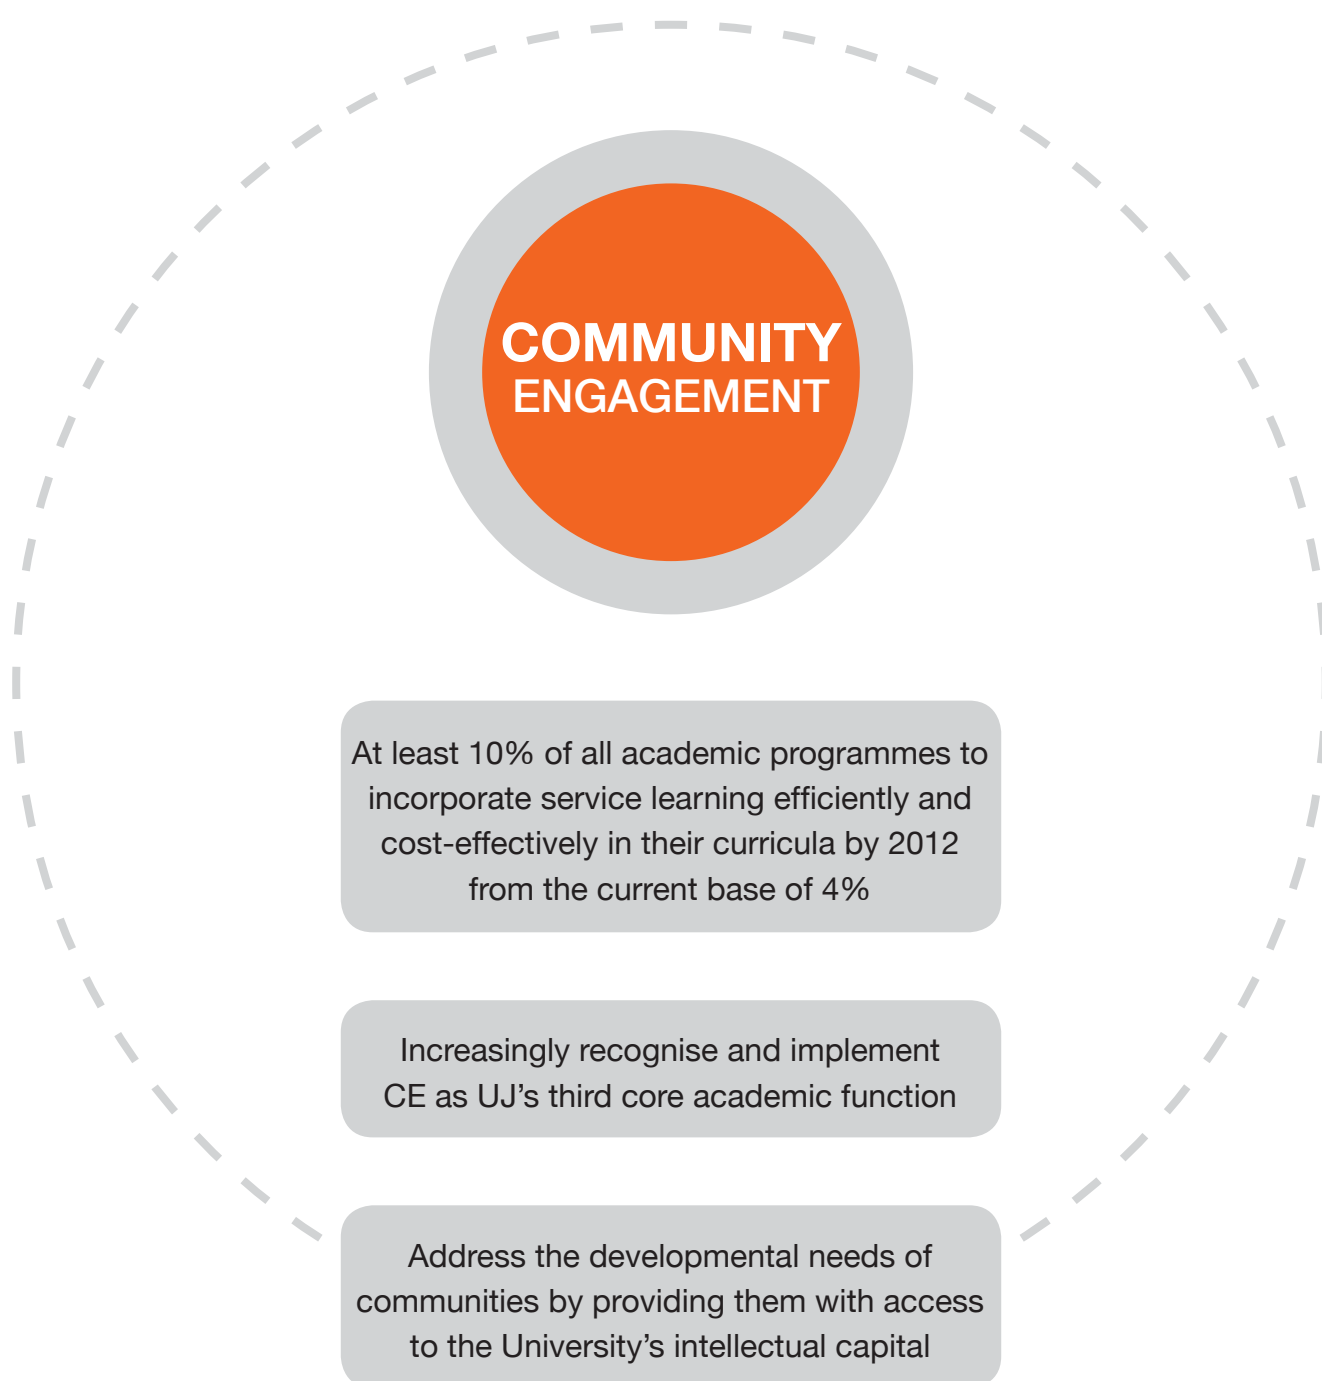 COMMUNITY
ENGAGEMENT
At least 10% of all academic programmes to
incorporate service learning efficiently and
cost-effectively in their curricula by 2012
from the current base of 4%
Increasingly recognise and implement
CE as UJ’s third core academic function
Address the developmental needs of
communities by providing them with access
to the University’s intellectual capital